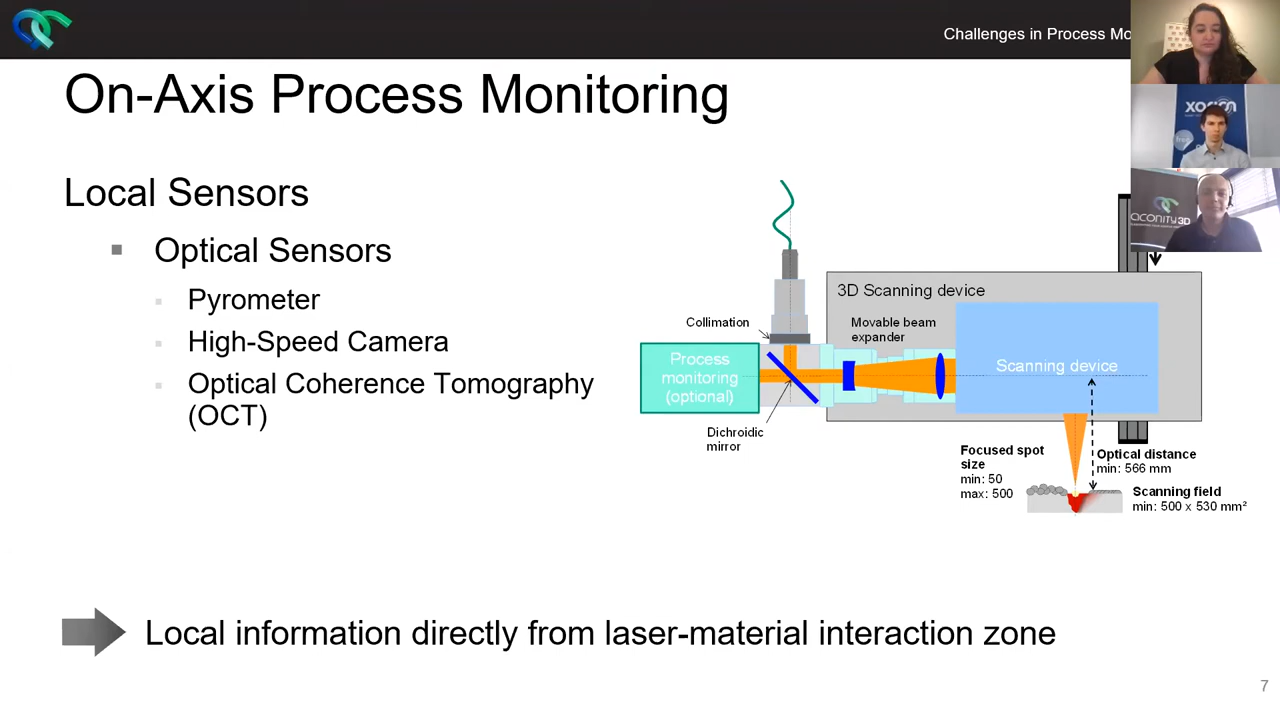 Challenges in Process Mo
On-Axis Process Monitoring
Local Sensors
Optical Sensors
Pyrometer
High-Speed Camera
Optical Coherence Tomography
(OCT)
3D Scanning device
Collimation
Movable beam
expander
Process
monitoring
(optional)
Scanning device
Dichroidic
mirror
Focused spot
size
min: 50
max: 500
Optical distance
min: 566 mm
Scanning field
min: 500 x 530 mm²
Local information directly from laser-material interaction zone
7
aconity3D